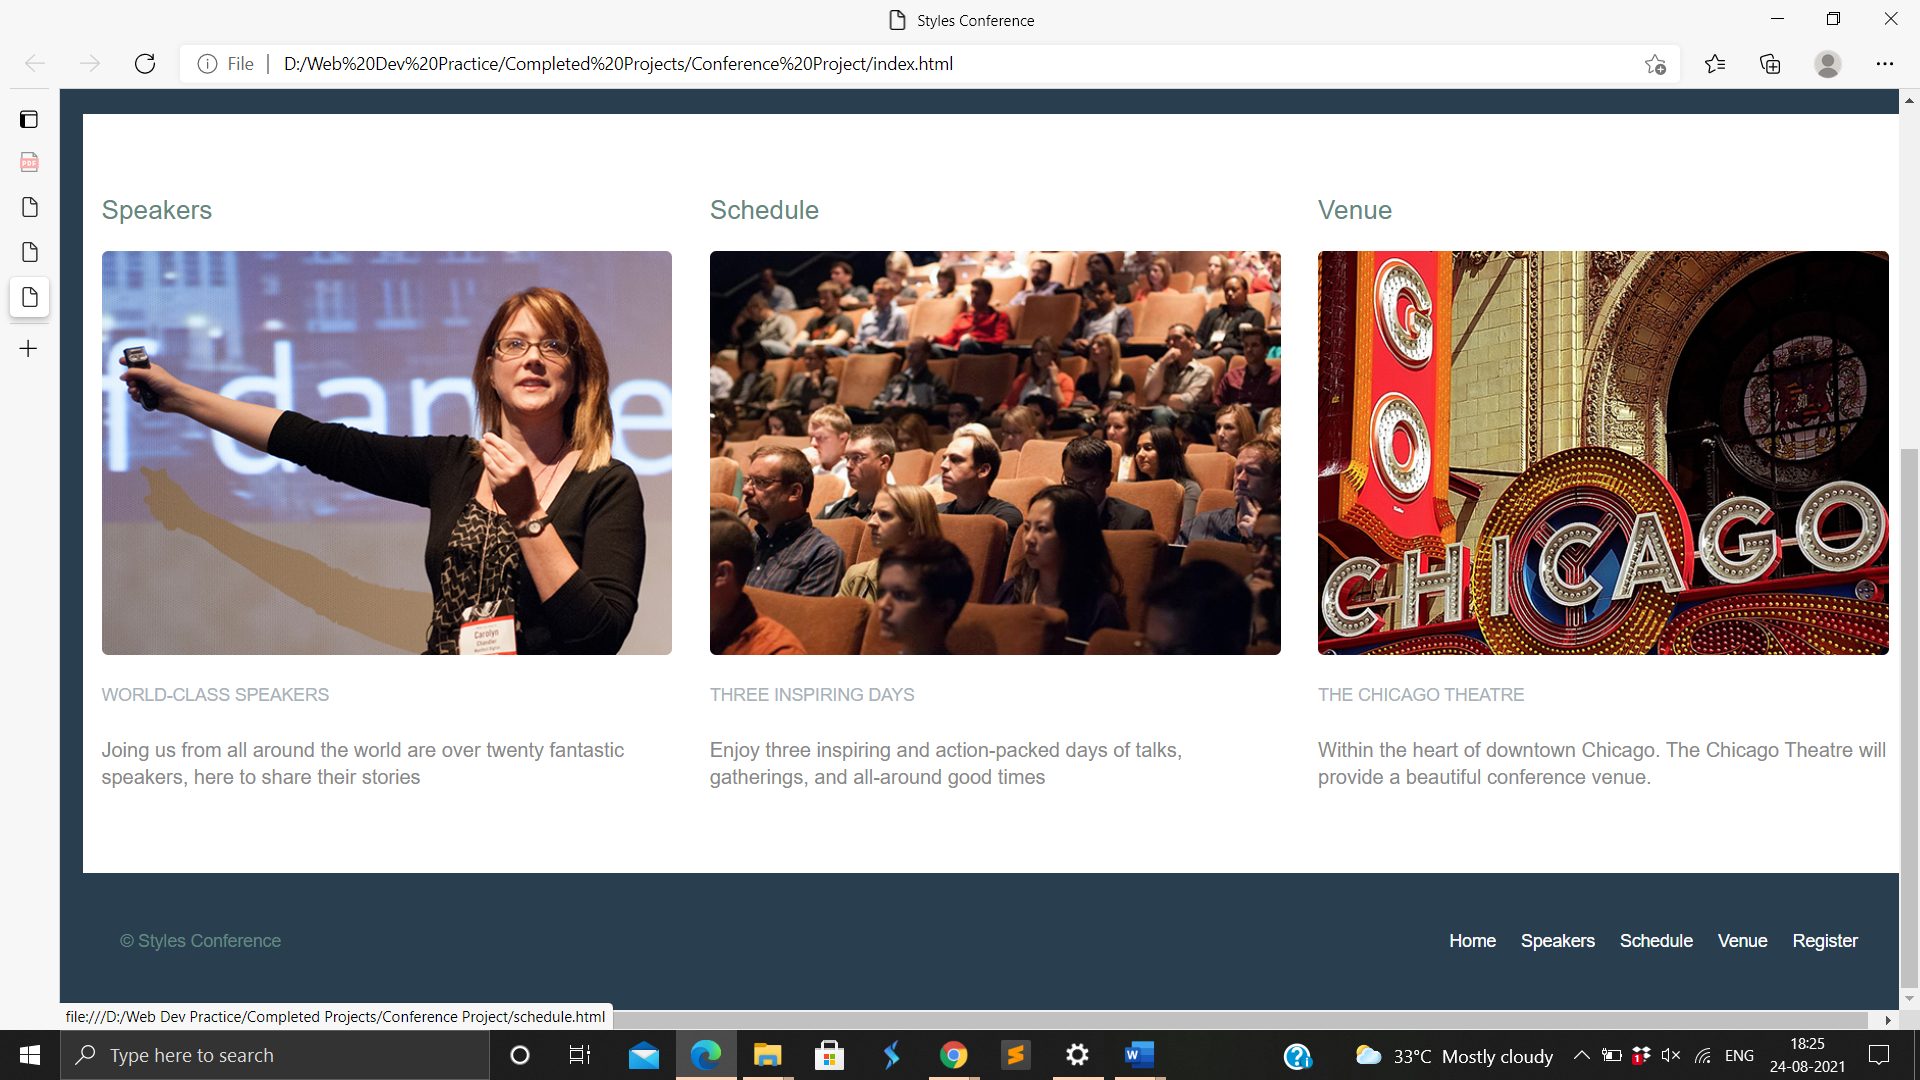 Styles Conference
File
D:/Web%20Dev%20Practice/Completed%20Projects/Conference%20Project/index.html
PDF
Speakers
Schedule
Venue
f dance
Carolyn
Chandler
GO
CHICAGO
WORLD-CLASS SPEAKERS
THREE INSPIRING DAYS
THE CHICAGO THEATRE
Joing us from all around the world are over twenty fantastic
speakers, here to share their stories
Enjoy three inspiring and action-packed days of talks,
gatherings, and all-around good times
Within the heart of downtown Chicago. The Chicago Theatre will
provide a beautiful conference venue.
© Styles Conference
Home Speakers Schedule Venue Register
file:///D:/Web Dev Practice/Completed Projects/Conference Project/schedule.html
Type here to search
33°C Mostly cloudy
1
ENG
18:25
24-08-2021